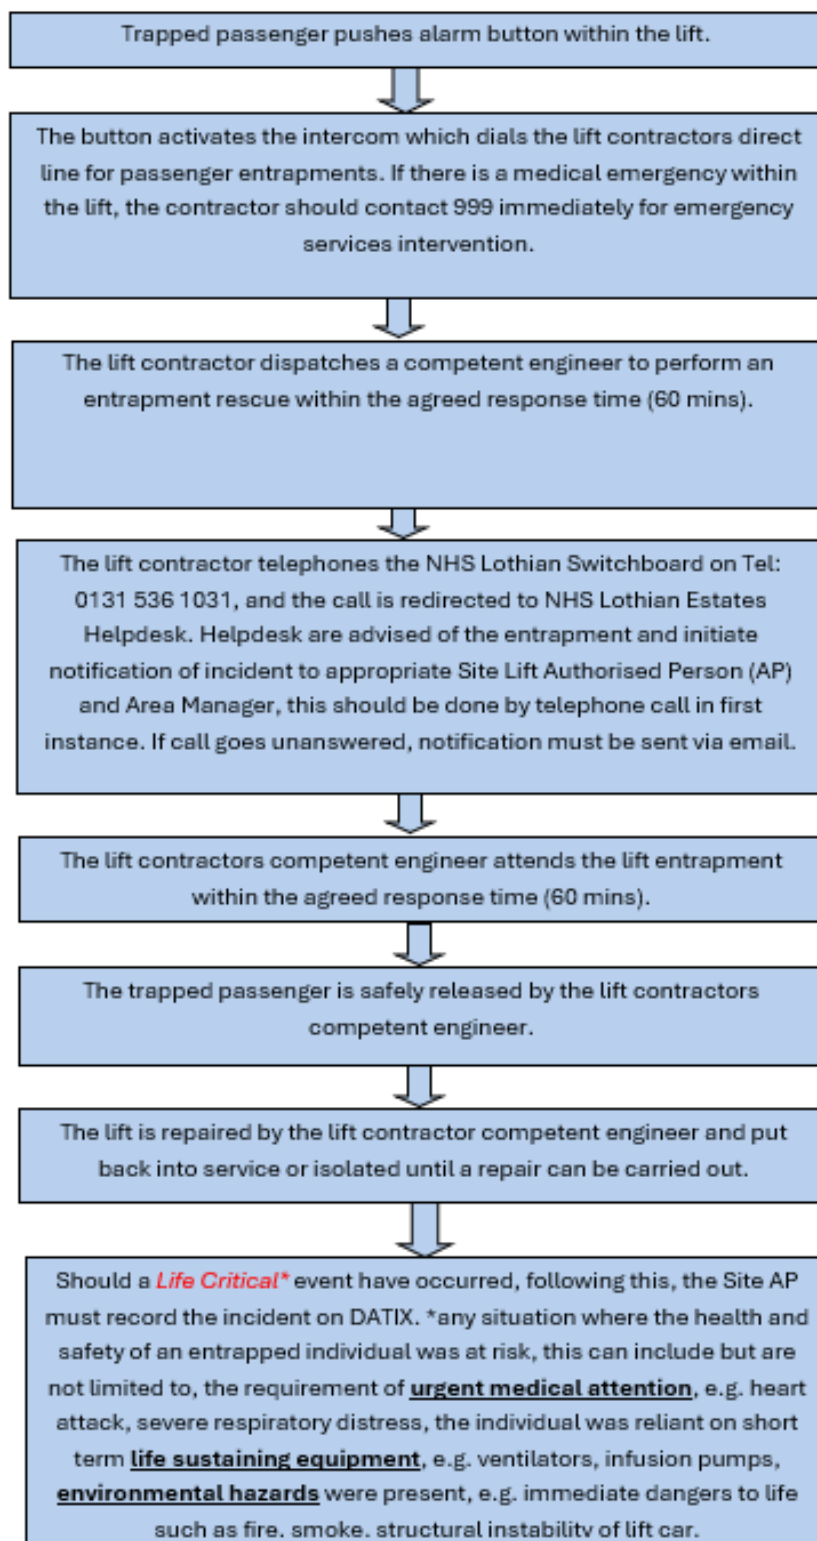 Trapped passenger pushes alarm button within the lift.
The button activates the intercom which dials the lift contractors direct
line for passenger entrapments. If there is a medical emergency within
the lift, the contractor should contact 999 immediately for emergency
services intervention.
The lift contractor dispatches a competent engineer to perform an
entrapment rescue within the agreed response time (60 mins).
The lift contractor telephones the NHS Lothian Switchboard on Tel:
0131 536 1031, and the call is redirected to NHS Lothian Estates
Helpdesk. Helpdesk are advised of the entrapment and initiate
notification of incident to appropriate Site Lift Authorised Person (AP)
and Area Manager, this should be done by telephone call in first
instance. If call goes unanswered, notification must be sent via email.
The lift contractors competent engineer attends the lift entrapment
within the agreed response time (60 mins).
The trapped passenger is safely released by the lift contractors
competent engineer.
The lift is repaired by the lift contractor competent engineer and put
back into service or isolated until a repair can be carried out.
Should a Life Critical* event have occurred, following this, the Site AP
must record the incident on DATIX. *any situation where the health and
safety of an entrapped individual was at risk, this can include but are
not limited to, the requirement of urgent medical attention, e.g. heart
attack, severe respiratory distress, the individual was reliant on short
term life sustaining equipment, e.g. ventilators, infusion pumps,
environmental hazards were present, e.g. immediate dangers to life
such as fire, smoke, structural instability of lift car.